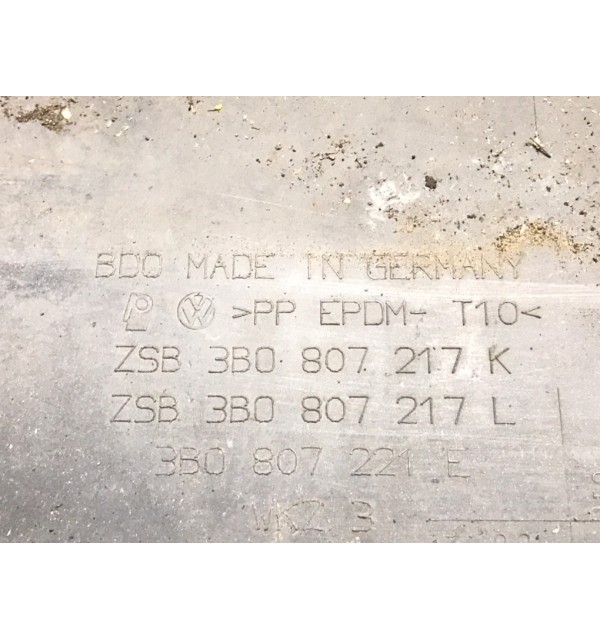 BDO MADE IN GERMANY
>PP EPDM- T10<
ZSB 3B0 807 217 K
ZSB 3B0 807 217 L
3B0 807 221 E
WKZ 3